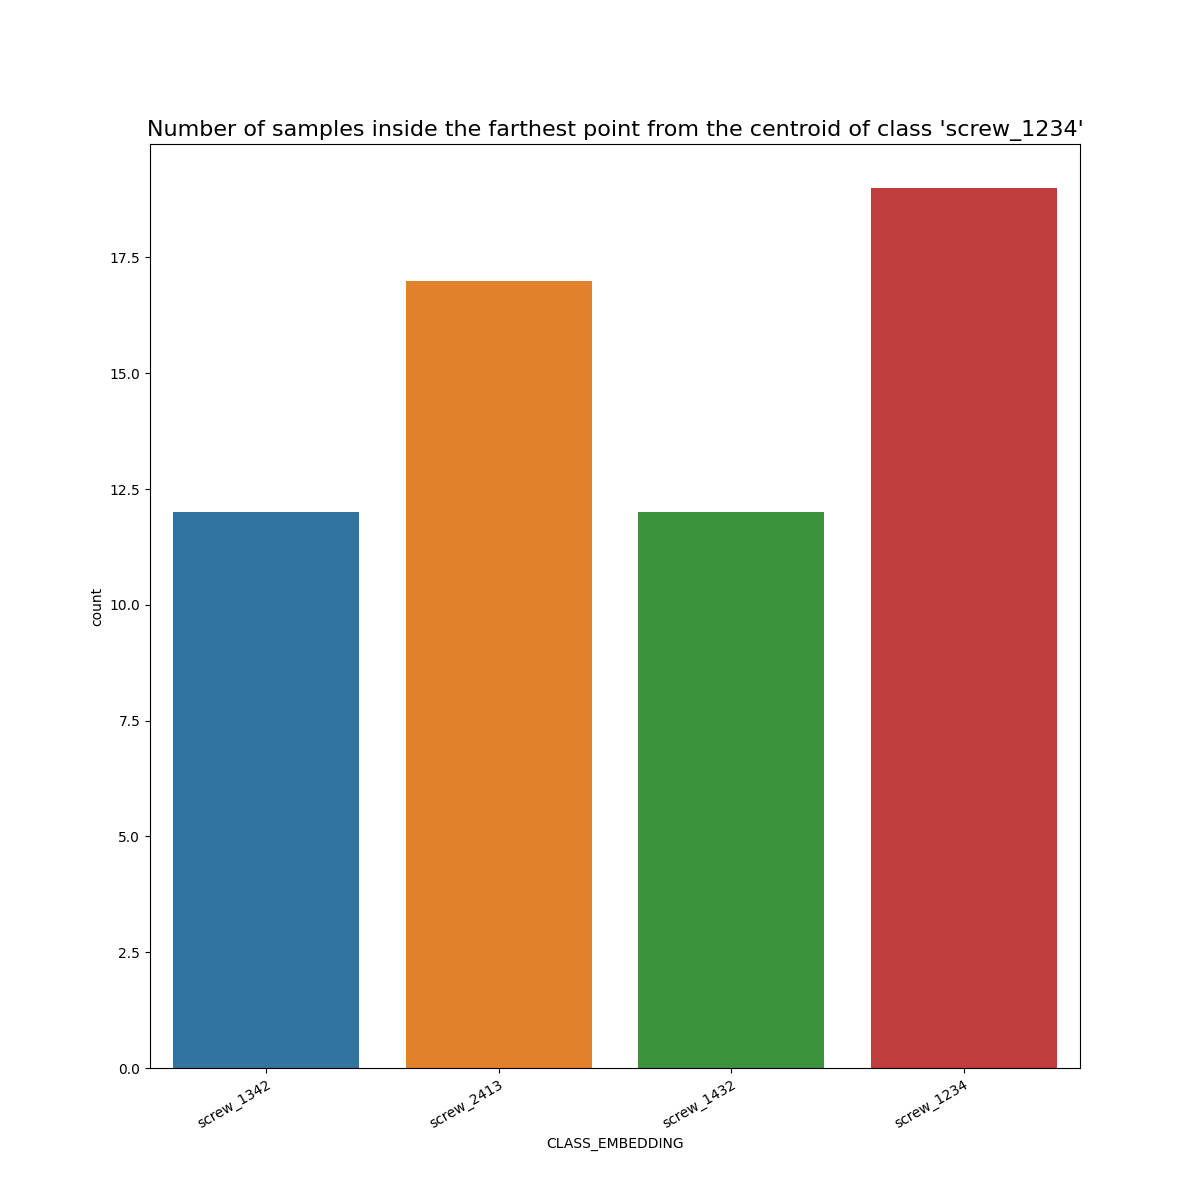 Number of samples inside the farthest point from the centroid of class 'screw_1234'
17.5
15.0
12.5
10.0
7.5
5.0
2.5
0.0
count
screw_1342
screw_2413
screw_1432
screw_1234
CLASS_EMBEDDING